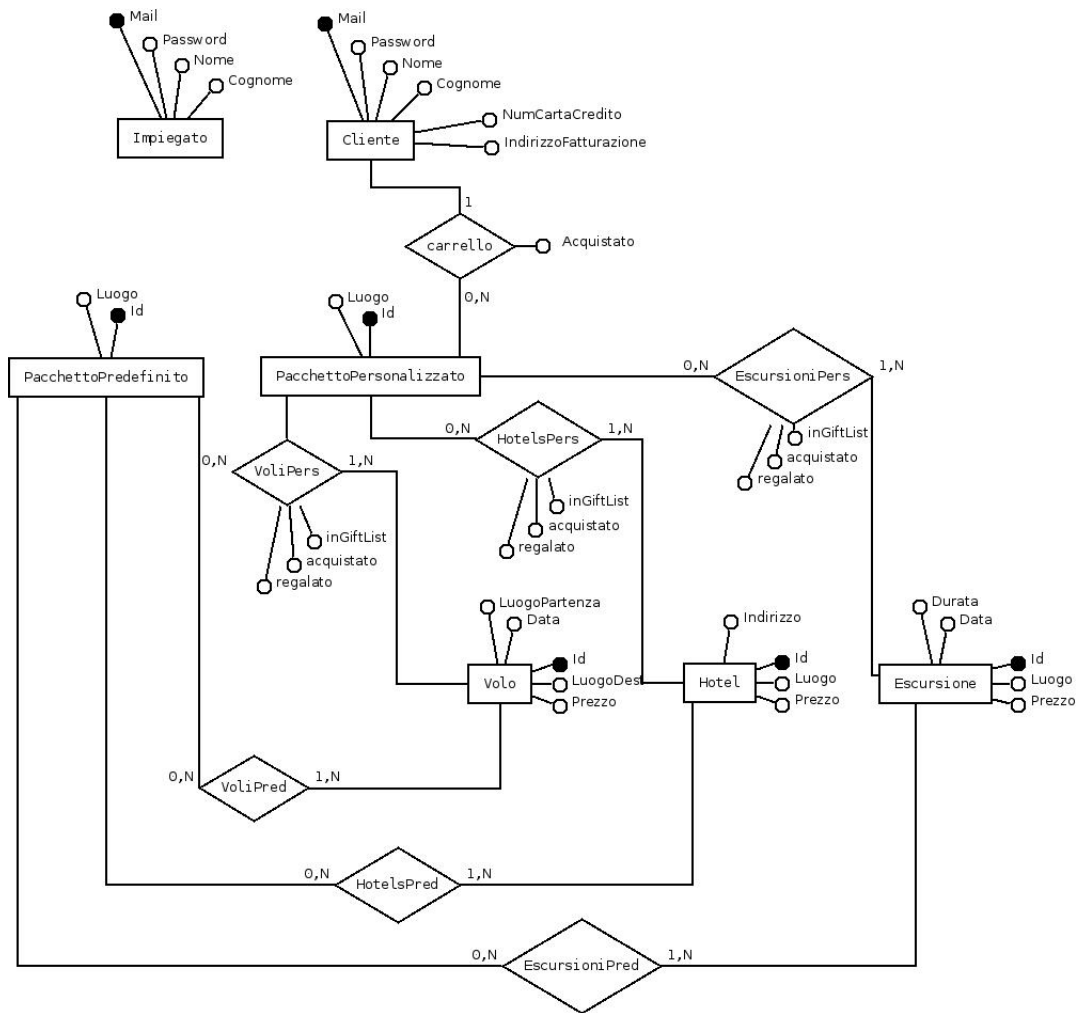 Mail
Password
Nome
Cognome
Impiegato
Mail
Password
Nome
Cognome
NumCartaCredito
IndirizzoFatturazione
Cliente
1
carrello
Acquistato
0,N
Luogo
Id
PacchettoPredefinito
Luogo
Id
PacchettoPersonalizzato
0,N
EscursioniPers
1,N
inGiftList
acquistato
regalato
0,N
HotelsPers
1,N
inGiftList
acquistato
regalato
0,N
VoliPers
1,N
inGiftList
acquistato
regalato
LuogoPartenza
Data
Id
LuogoDest
Prezzo
Volo
Indirizzo
Id
Luogo
Prezzo
Hotel
Durata
Data
Id
Luogo
Prezzo
Escursione
0,N
VoliPred
1,N
0,N
HotelsPred
1,N
0,N
EscursioniPred
1,N